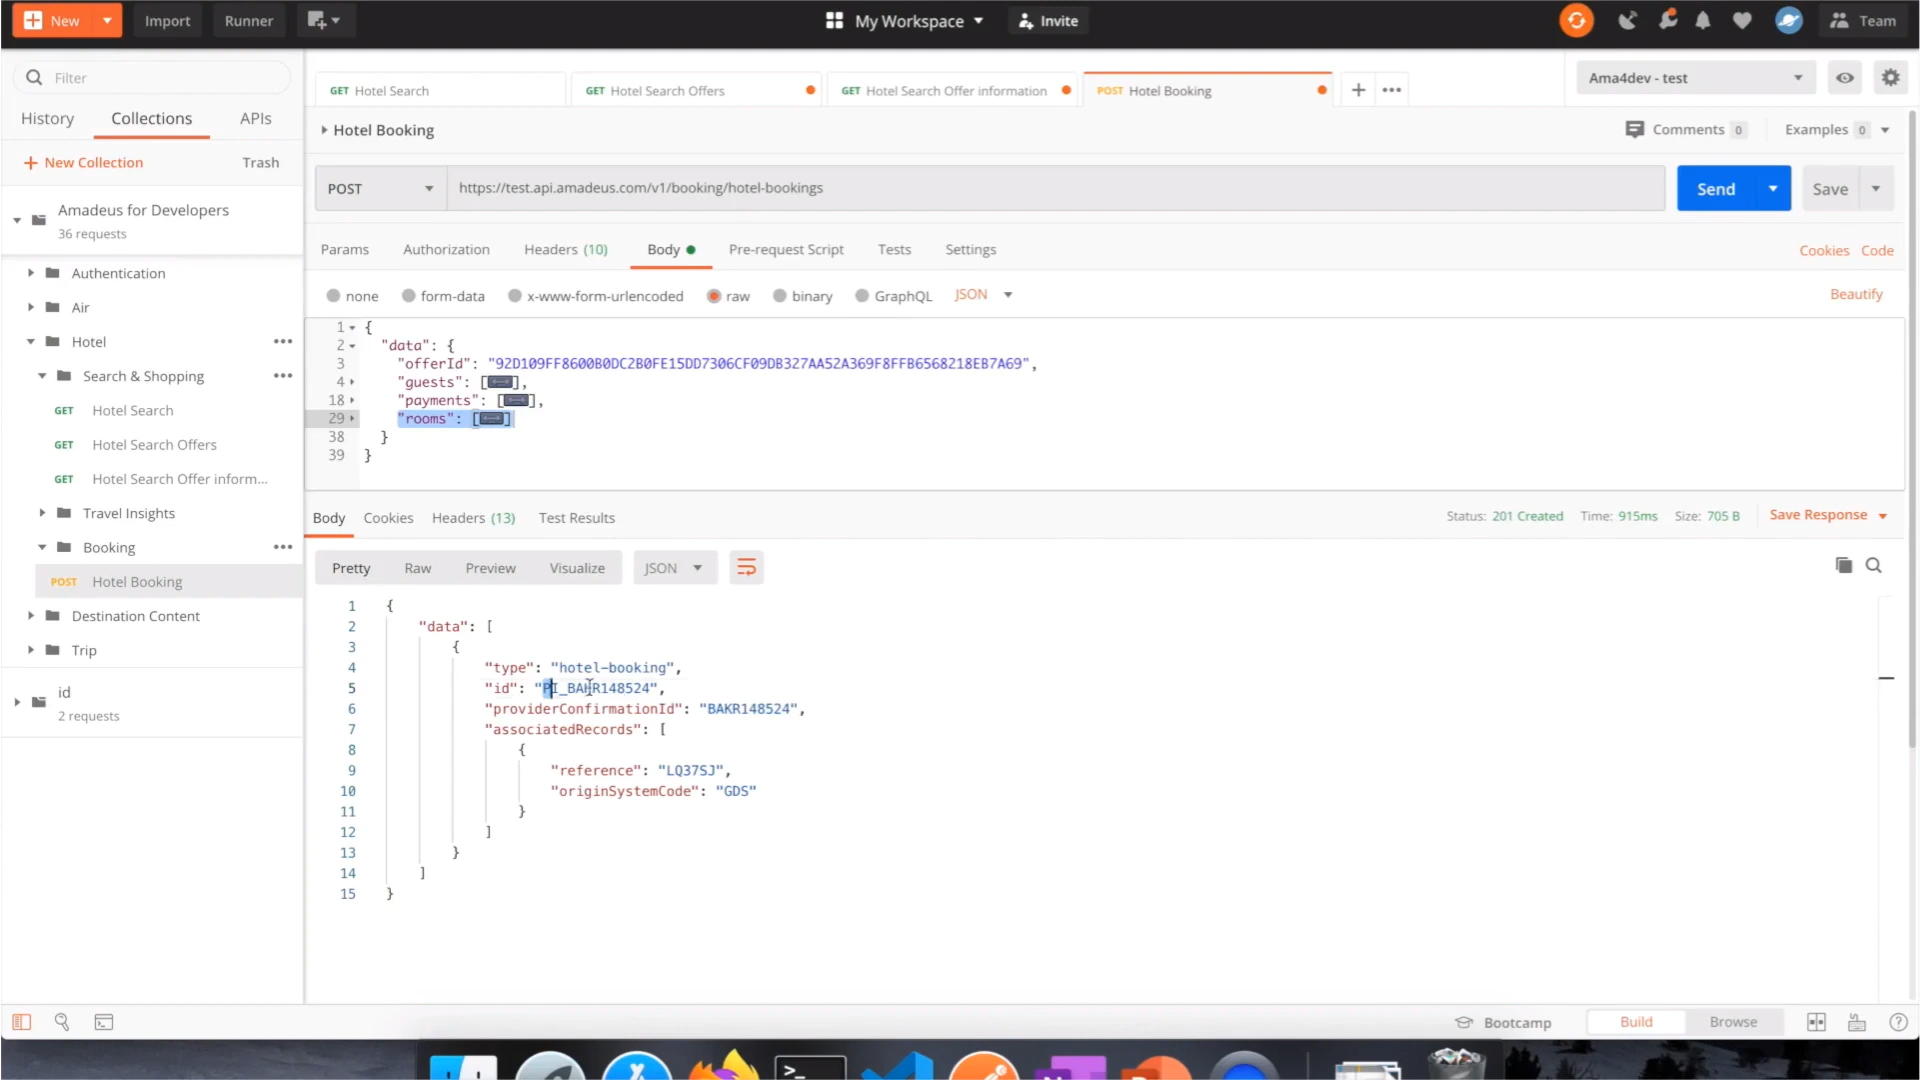 New
Import
Runner
My Workspace
Invite
Team
Filter
History
Collections
APIs
+ New Collection
Trash
Amadeus for Developers
36 requests
Authentication
Air
Hotel
Search & Shopping
GET Hotel Search
GET Hotel Search Offers
GET Hotel Search Offer inform...
Travel Insights
Booking
POST Hotel Booking
Destination Content
Trip
id
2 requests
GET Hotel Search
GET Hotel Search Offers
GET Hotel Search Offer information
POST Hotel Booking
Ama4dev - test
Hotel Booking
Comments 0
Examples 0
POST
https://test.api.amadeus.com/v1/booking/hotel-bookings
Send
Save
Params
Authorization
Headers (10)
Body
Pre-request Script
Tests
Settings
Cookies
Code
none
form-data
x-www-form-urlencoded
raw
binary
GraphQL
JSON
Beautify
1 {
2 "data": {
3 "offerId": "92D109FF8600B0DC2B0FE15DD7306CF09DB327AA52A369F8FFB6568218EB7A69",
4 "guests": [],
18 "payments": [],
29 "rooms": []
38 }
39 }
Body
Cookies
Headers (13)
Test Results
Status: 201 Created
Time: 915ms
Size: 705 B
Save Response
Pretty
Raw
Preview
Visualize
JSON
1 {
2 "data": [
3 {
4 "type": "hotel-booking",
5 "id": "PI_BAKR148524",
6 "providerConfirmationId": "BAKR148524",
7 "associatedRecords": [
8 {
9 "reference": "LQ37SJ",
10 "originSystemCode": "GDS"
11 }
12 ]
13 }
14 ]
15 }
Bootcamp
Build
Browse